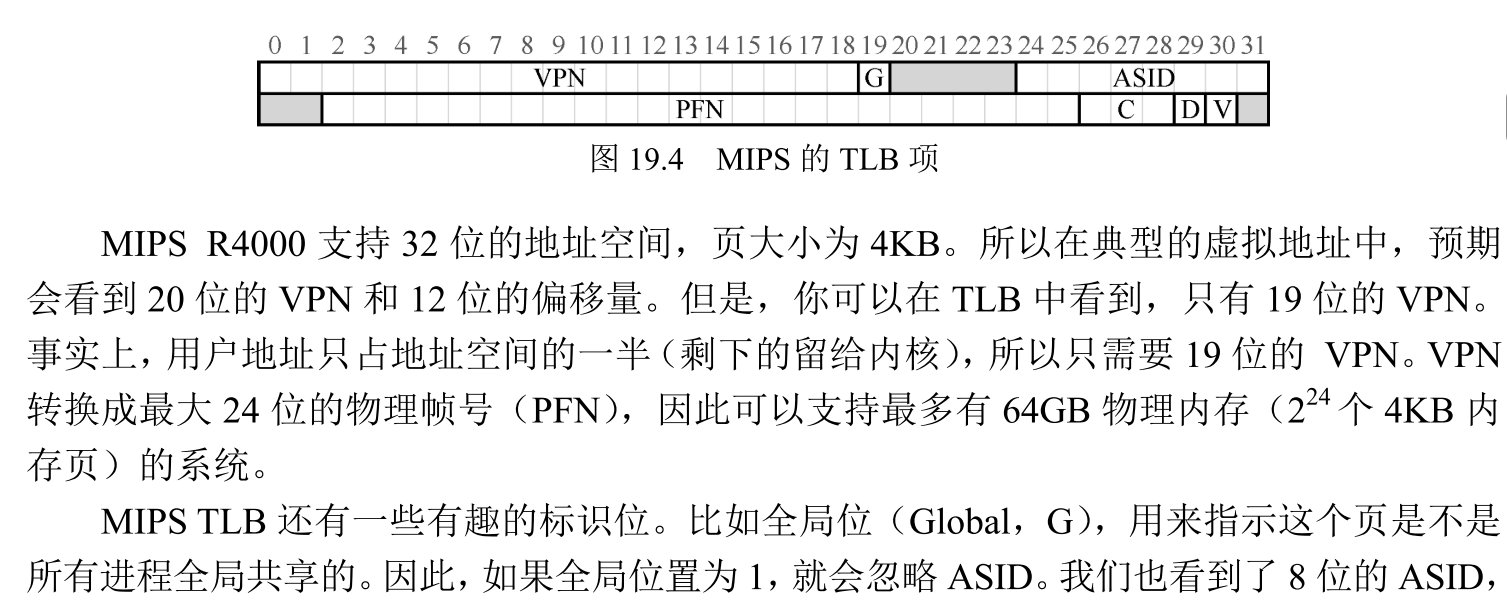 0 1 2 3 4 5 6 7 8 9 10 11 12 13 14 15 16 17 18 19 20 21 22 23 24 25 26 27 28 29 30 31
VPN G ASID
PFN C D V
图 19.4 MIPS 的 TLB 项
MIPS R4000 支持 32 位的地址空间，页大小为 4KB。所以在典型的虚拟地址中，预期
会看到 20 位的 VPN 和 12 位的偏移量。但是，你可以在 TLB 中看到，只有 19 位的 VPN。
事实上，用户地址只占地址空间的一半（剩下的留给内核），所以只需要 19 位的 VPN。VPN
转换成最大 24 位的物理帧号（PFN），因此可以支持最多有 64GB 物理内存（2²⁴ 个 4KB 内
存页）的系统。
MIPS TLB 还有一些有趣的标识位。比如全局位（Global，G），用来指示这个页是不是
所有进程全局共享的。因此，如果全局位置为 1，就会忽略 ASID。我们也看到了 8 位的 ASID，